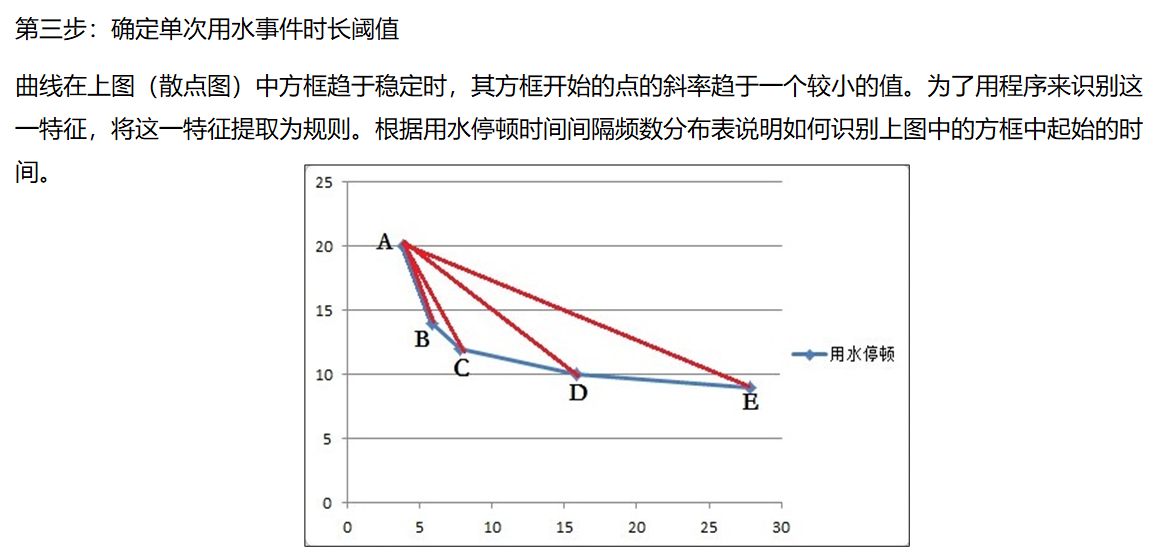 第三步：确定单次用水事件时长阈值
曲线在上图（散点图）中方框趋于稳定时，其方框开始的点的斜率趋于一个较小的值。为了用程序来识别这
一特征，将这一特征提取为规则。根据用水停顿时间间隔频数分布表说明如何识别上图中的方框中起始的时
间。
25
20
15
10
5
0
A
B
C
D
E
用水停顿
0 5 10 15 20 25 30